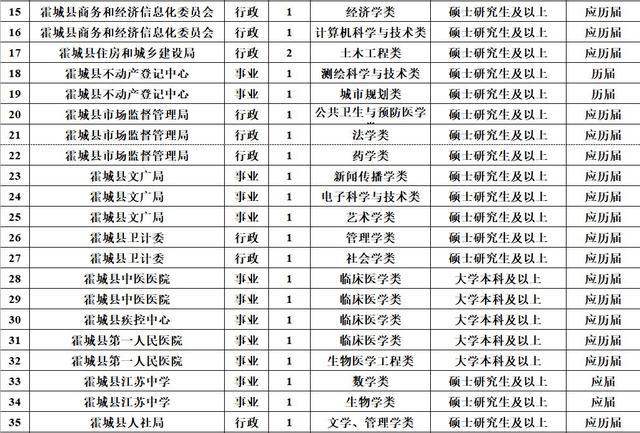 15 霍城县商务和经济信息化委员会 行政 1 经济学类 硕士研究生及以上 应历届
16 霍城县商务和经济信息化委员会 行政 1 计算机科学与技术类 硕士研究生及以上 应历届
17 霍城县住房和城乡建设局 行政 2 土木工程类 硕士研究生及以上 应历届
18 霍城县不动产登记中心 事业 1 测绘科学与技术类 硕士研究生及以上 历届
19 霍城县不动产登记中心 事业 1 城市规划类 硕士研究生及以上 历届
20 霍城县市场监督管理局 行政 1 公共卫生与预防医学 硕士研究生及以上 应历届
21 霍城县市场监督管理局 行政 1 法学类 硕士研究生及以上 应历届
22 霍城县市场监督管理局 行政 1 药学类 硕士研究生及以上 应历届
23 霍城县文广局 事业 1 新闻传播学类 硕士研究生及以上 应历届
24 霍城县文广局 事业 1 电子科学与技术类 硕士研究生及以上 应历届
25 霍城县文广局 事业 1 艺术学类 硕士研究生及以上 应历届
26 霍城县卫计委 行政 1 管理学类 硕士研究生及以上 应历届
27 霍城县卫计委 行政 1 社会学类 硕士研究生及以上 应历届
28 霍城县中医医院 事业 1 临床医学类 大学本科及以上 应历届
29 霍城县中医医院 事业 1 临床医学类 大学本科及以上 应历届
30 霍城县疾控中心 事业 1 临床医学类 大学本科及以上 应历届
31 霍城县第一人民医院 事业 1 临床医学类 大学本科及以上 应历届
32 霍城县第一人民医院 事业 1 生物医学工程类 大学本科及以上 应历届
33 霍城县江苏中学 事业 1 数学类 硕士研究生及以上 应届
34 霍城县江苏中学 事业 1 生物学类 硕士研究生及以上 应届
35 霍城县人社局 行政 1 文学、管理学类 硕士研究生及以上 应历届